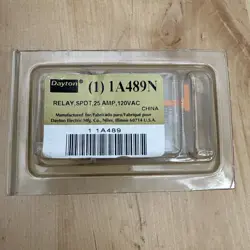 Dayton® (1) 1A489N
RELAY,SPDT,25 AMP,120VAC
CHINA
Manufactured for/Fabricado para/Fabriqué pour
Dayton Electric Mfg. Co., Niles, Illinois 60714 U.S.A.
1 1A489